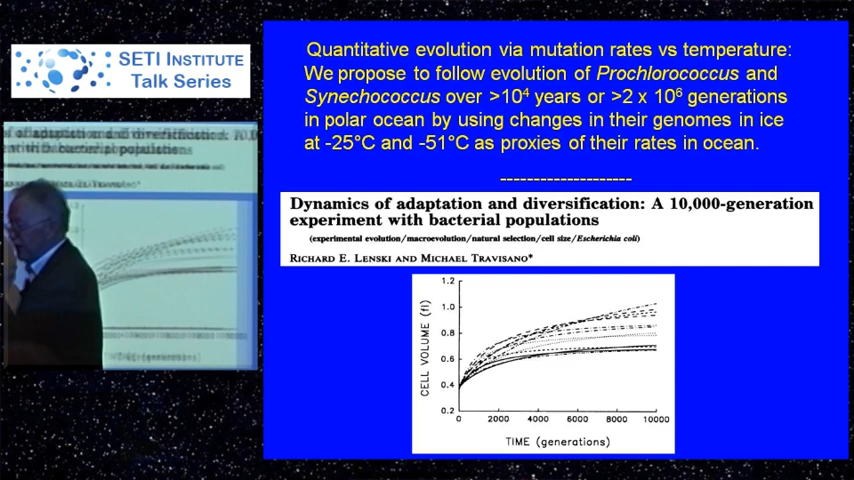 SETI INSTITUTE
Talk Series
Quantitative evolution via mutation rates vs temperature:
We propose to follow evolution of Prochlorococcus and
Synechococcus over >10⁴ years or >2 x 10⁶ generations
in polar ocean by using changes in their genomes in ice
at -25°C and -51°C as proxies of their rates in ocean.
--------------------
Dynamics of adaptation and diversification: A 10,000-generation
experiment with bacterial populations
(experimental evolution/macroevolution/natural selection/cell size/Escherichia coli)
RICHARD E. LENSKI AND MICHAEL TRAVISANO*
CELL VOLUME (fl)
1.2
1.0
0.8
0.6
0.4
0.2
0 2000 4000 6000 8000 10000
TIME (generations)